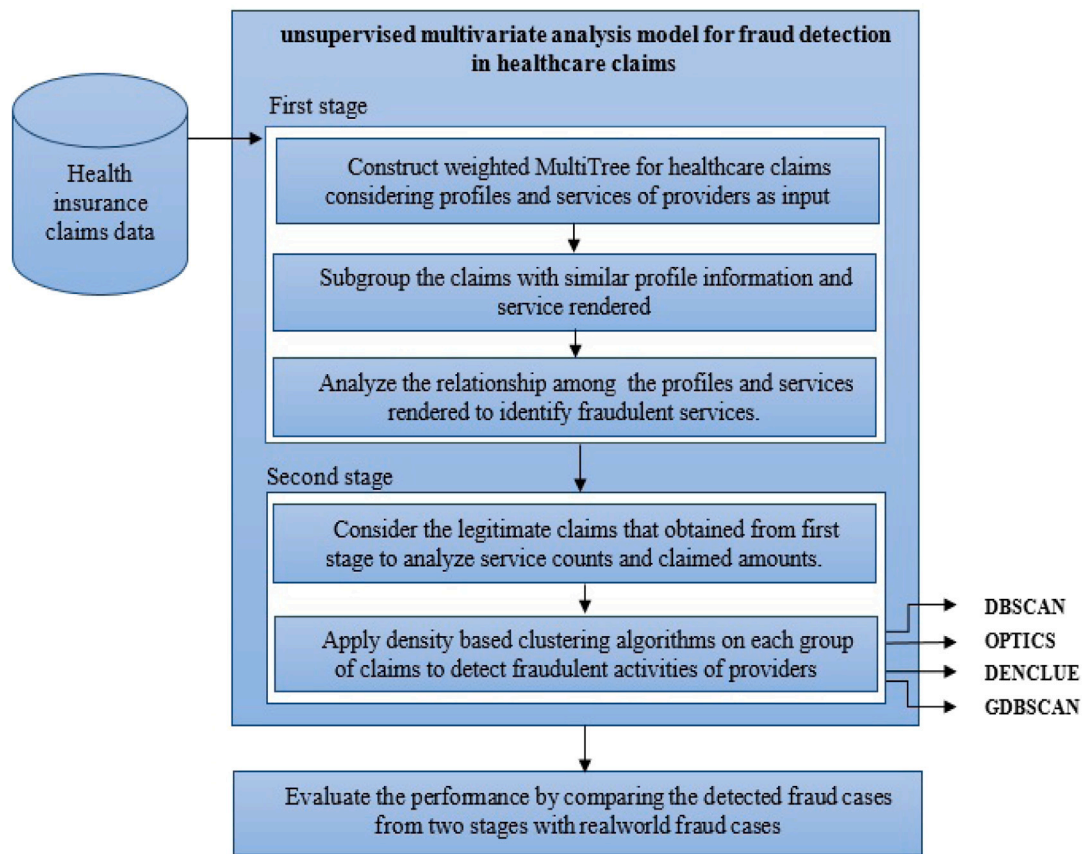 unsupervised multivariate analysis model for fraud detection
in healthcare claims
Health
insurance
claims data
First stage
Construct weighted MultiTree for healthcare claims
considering profiles and services of providers as input
Subgroup the claims with similar profile information and
service rendered
Analyze the relationship among the profiles and services
rendered to identify fraudulent services.
Second stage
Consider the legitimate claims that obtained from first
stage to analyze service counts and claimed amounts.
Apply density based clustering algorithms on each group
of claims to detect fraudulent activities of providers
DBSCAN
OPTICS
DENCLUE
GDBSCAN
Evaluate the performance by comparing the detected fraud cases
from two stages with realworld fraud cases